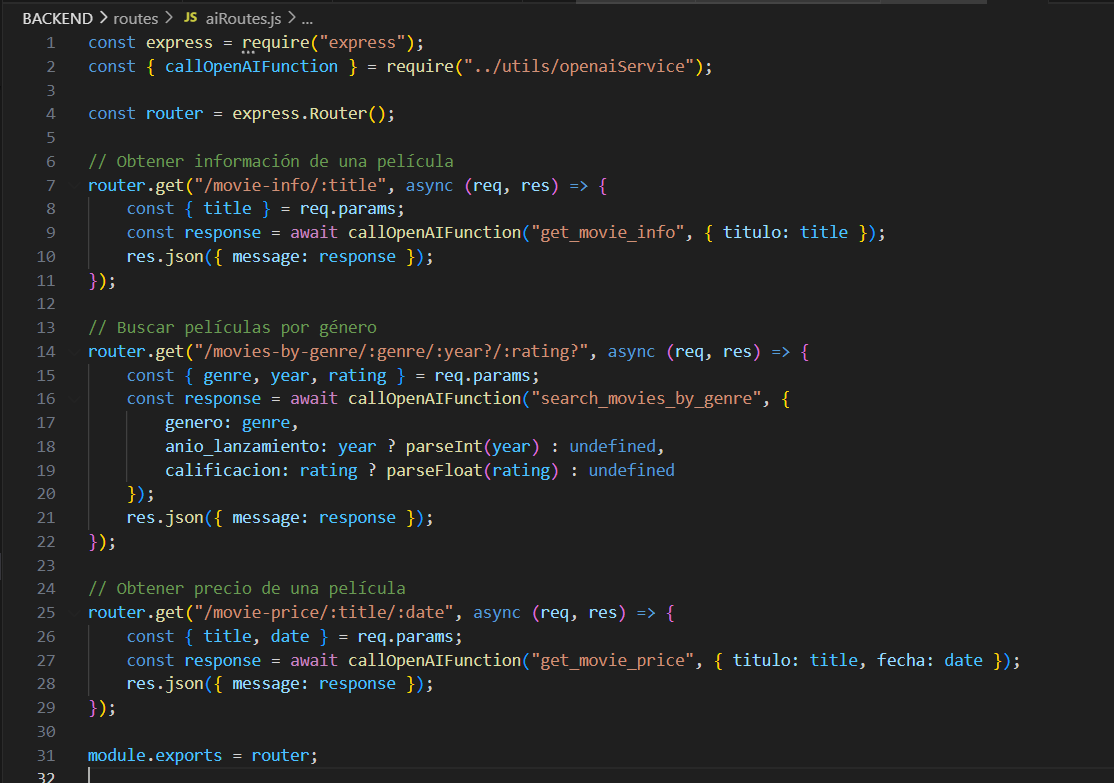 BACKEND > routes > JS aiRoutes.js > ...
1 const express = require("express");
2 const { callOpenAIFunction } = require("../utils/openaiService");
3
4 const router = express.Router();
5
6 // Obtener información de una película
7 router.get("/movie-info/:title", async (req, res) => {
8     const { title } = req.params;
9     const response = await callOpenAIFunction("get_movie_info", { titulo: title });
10     res.json({ message: response });
11 });
12
13 // Buscar películas por género
14 router.get("/movies-by-genre/:genre/:year?/:rating?", async (req, res) => {
15     const { genre, year, rating } = req.params;
16     const response = await callOpenAIFunction("search_movies_by_genre", {
17         genero: genre,
18         anio_lanzamiento: year ? parseInt(year) : undefined,
19         calificacion: rating ? parseFloat(rating) : undefined
20     });
21     res.json({ message: response });
22 });
23
24 // Obtener precio de una película
25 router.get("/movie-price/:title/:date", async (req, res) => {
26     const { title, date } = req.params;
27     const response = await callOpenAIFunction("get_movie_price", { titulo: title, fecha: date });
28     res.json({ message: response });
29 });
30
31 module.exports = router;
32